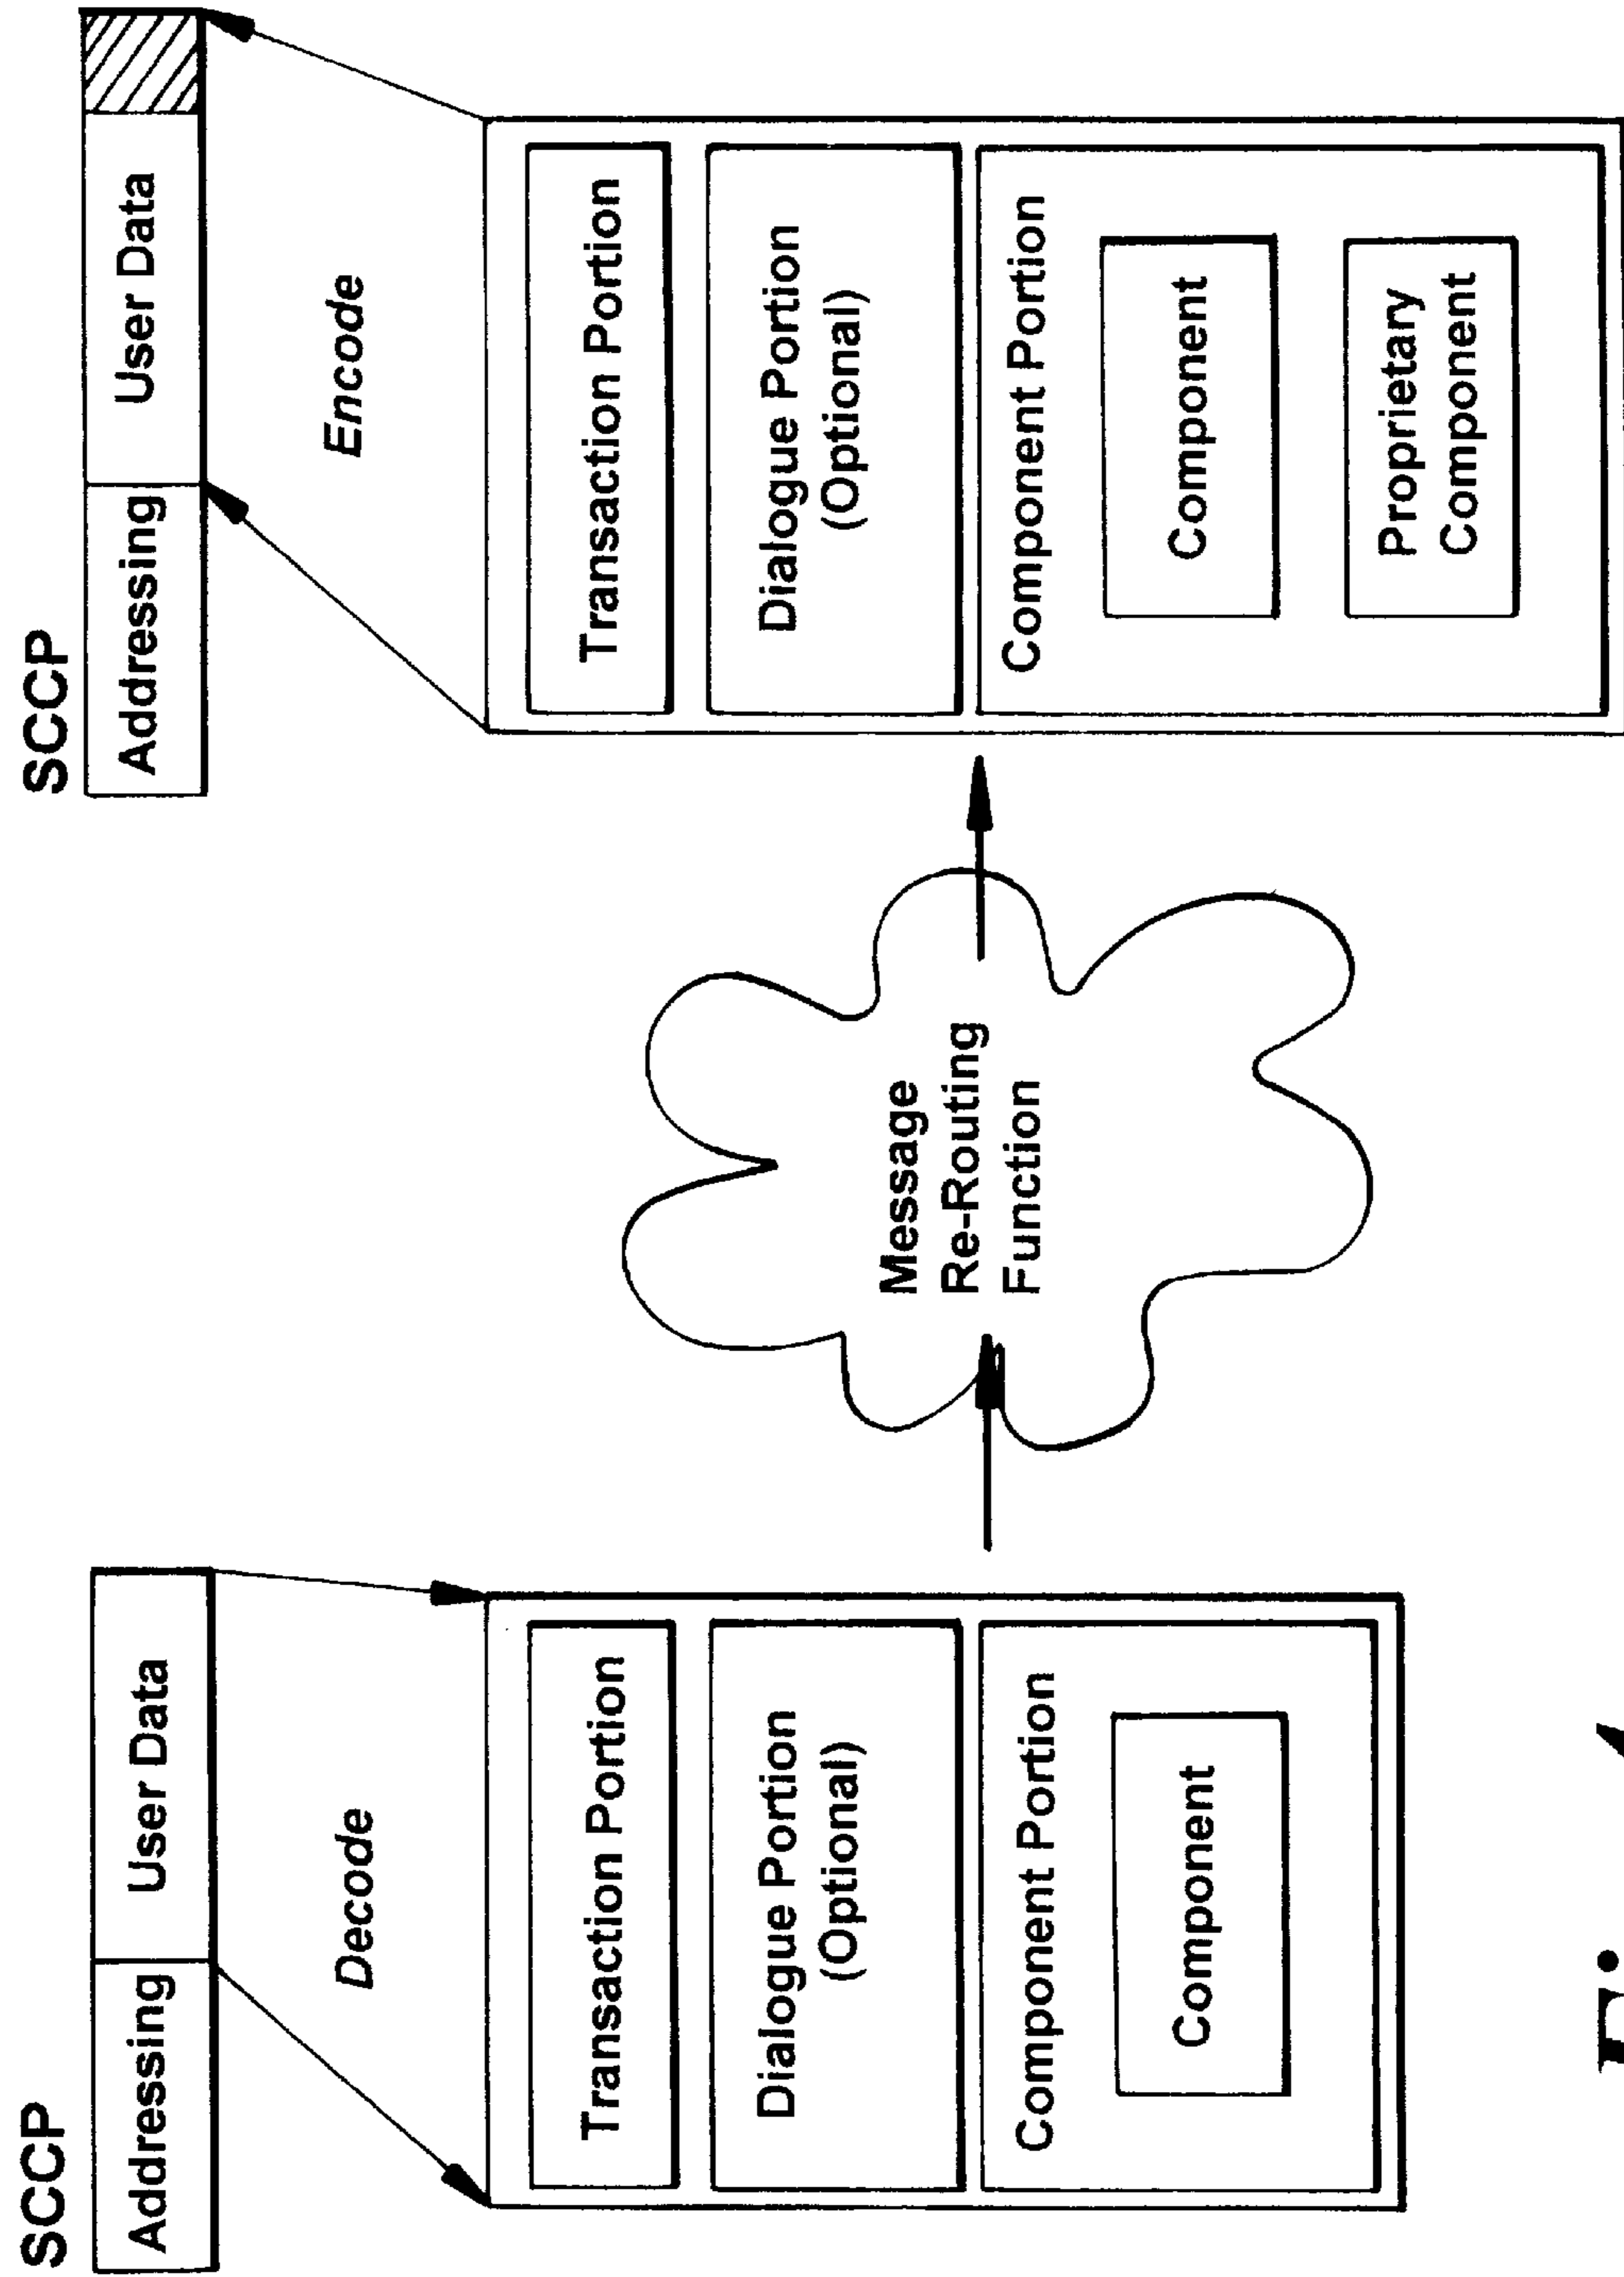 SCCP
Addressing
User Data
Decode
Transaction Portion
Dialogue Portion
(Optional)
Component Portion
Component
Message
Re-Routing
Function
SCCP
Addressing
User Data
Encode
Transaction Portion
Dialogue Portion
(Optional)
Component Portion
Component
Proprietary
Component